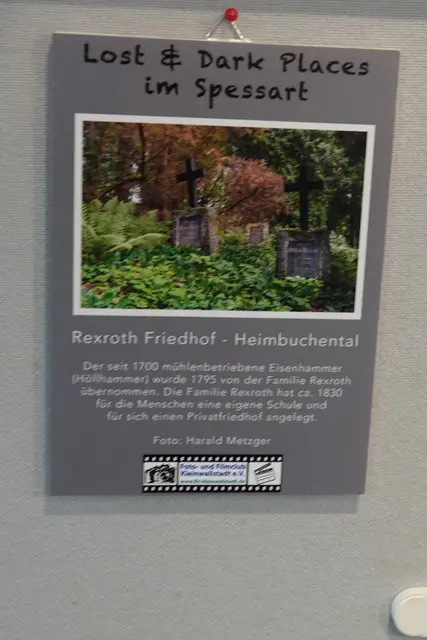 Lost & Dark Places
im Spessart
Rexroth Friedhof - Heimbuchental
Der seit 1700 mühlenbetriebene Eisenhammer
(Höllhammer) wurde 1795 von der Familie Rexroth
übernommen. Die Familie Rexroth hat ca. 1830
für die Menschen eine eigene Schule und
für sich einen Privatfriedhof angelegt.
Foto: Harald Metzger
Foto- und Filmclub
Kleinwallstadt e.V.